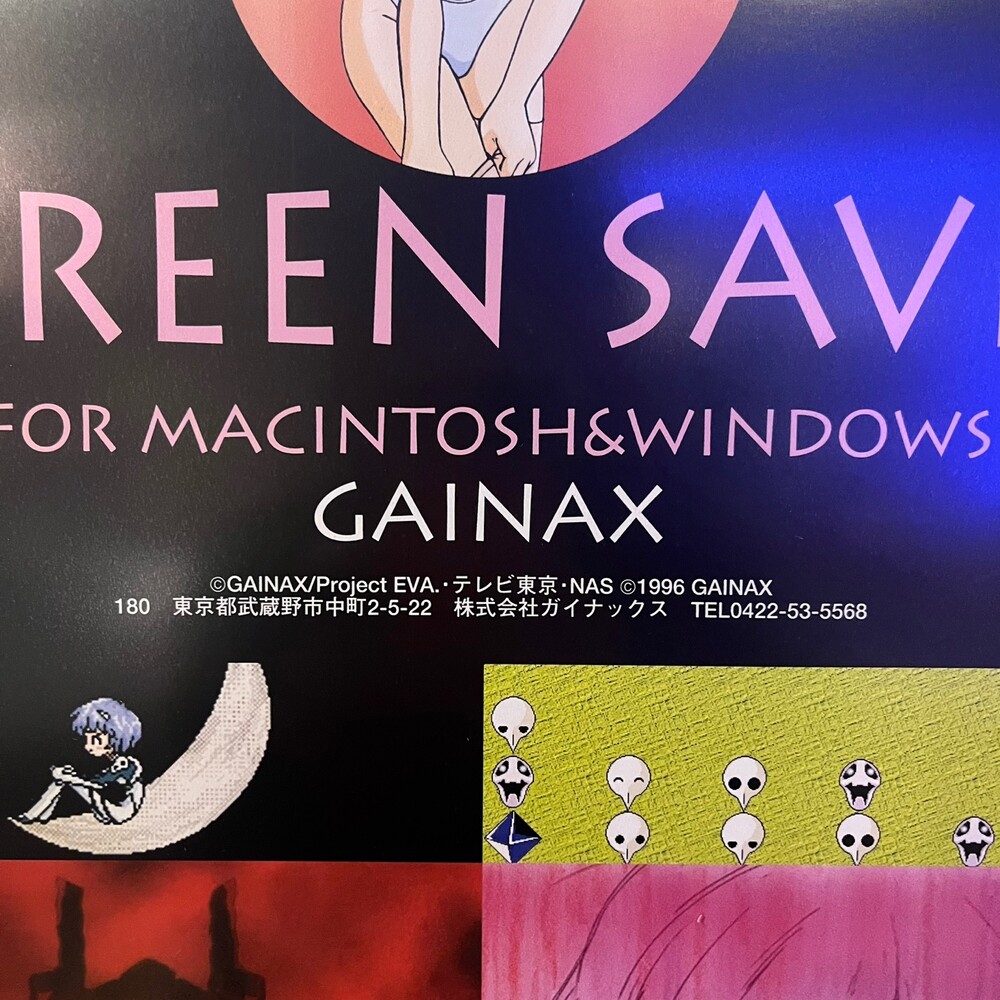 REEN SAV
FOR MACINTOSH&WINDOWS
GAINAX
©GAINAX/Project EVA.・テレビ東京・NAS ©1996 GAINAX
180 東京都武蔵野市中町2-5-22 株式会社ガイナックス TEL0422-53-5568